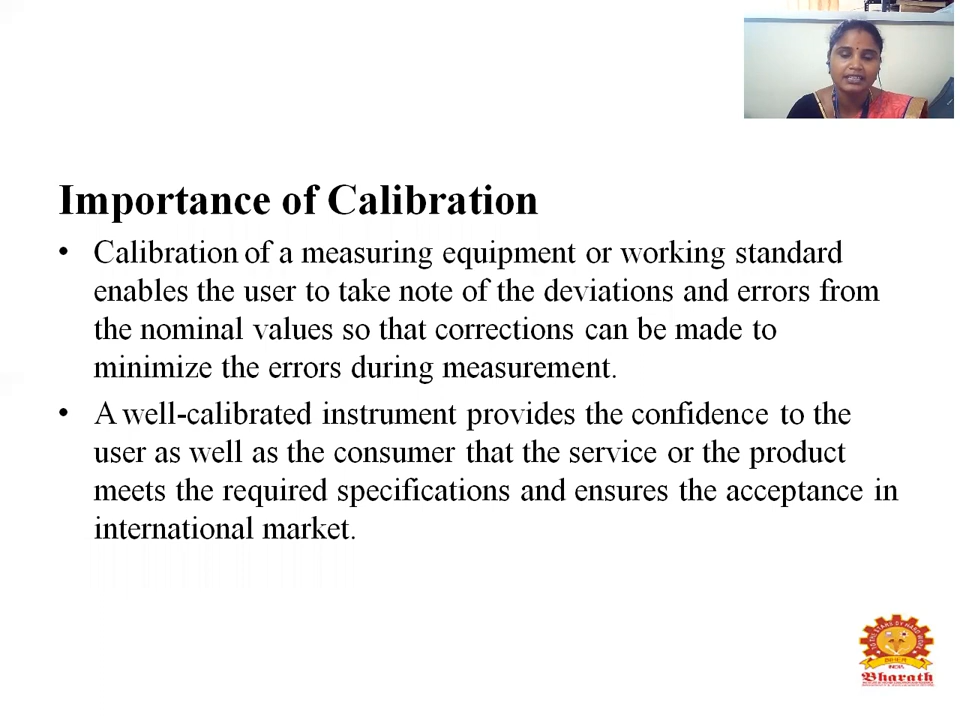 Importance of Calibration
• Calibration of a measuring equipment or working standard
enables the user to take note of the deviations and errors from
the nominal values so that corrections can be made to
minimize the errors during measurement.
• A well-calibrated instrument provides the confidence to the
user as well as the consumer that the service or the product
meets the required specifications and ensures the acceptance in
international market.
BIHER
INDIA
Bharath